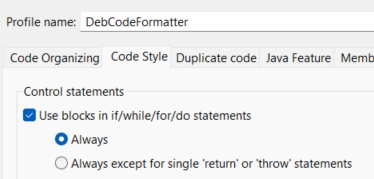 Profile name: DebCodeFormatter
Code Organizing Code Style Duplicate code Java Feature
Control statements
Use blocks in if/while/for/do statements
Always
Always except for single 'return' or 'throw' statements